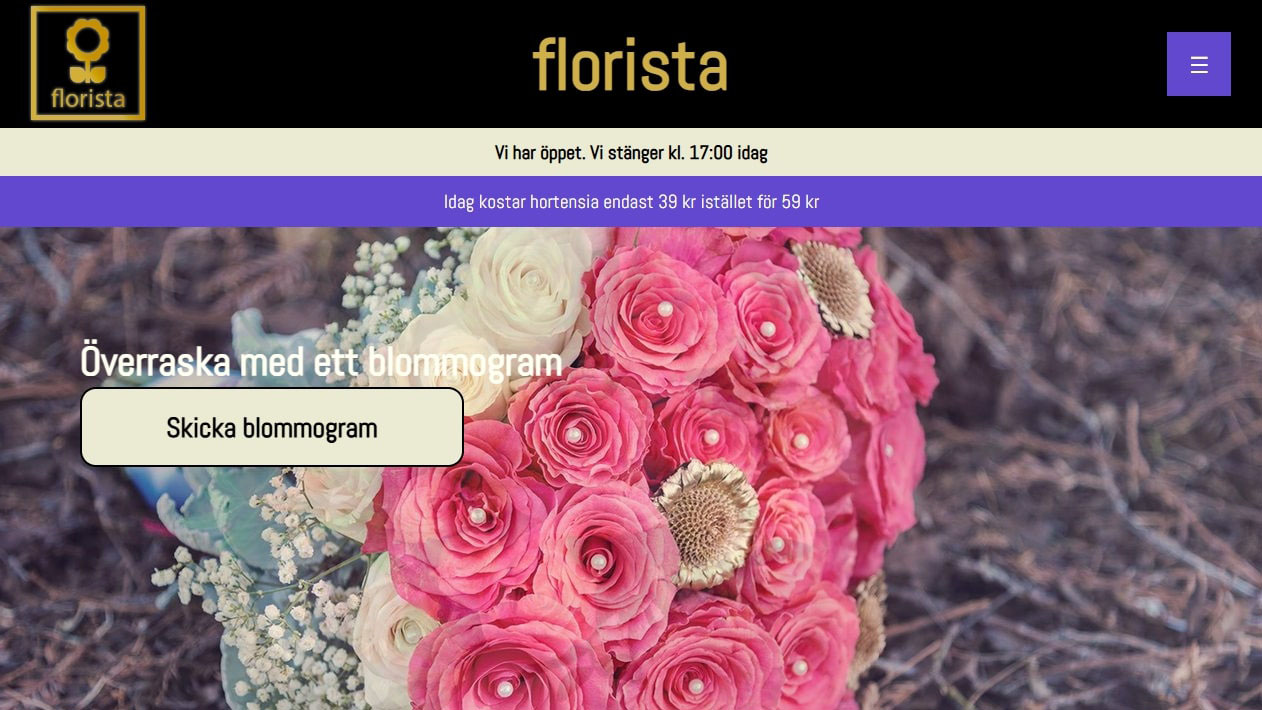 florista
florista
Vi har öppet. Vi stänger kl. 17:00 idag
Idag kostar hortensia endast 39 kr istället för 59 kr
Överraska med ett blommogram
Skicka blommogram